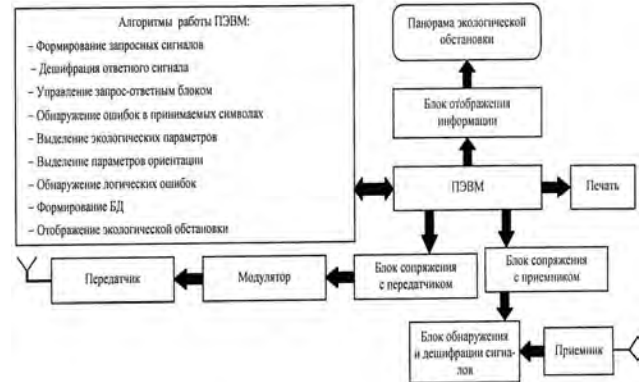 Алгоритмы работы ПЭВМ:
– Формирование запросных сигналов
– Дешифрация ответного сигнала
– Управление запрос-ответным блоком
– Обнаружение ошибок в принимаемых символах
– Выделение экологических параметров
– Выделение параметров ориентации
– Обнаружение логических ошибок
– Формирование БД
– Отображение экологической обстановки
Панорама экологической
обстановки
Блок отображения
информации
ПЭВМ
Печать
Передатчик
Модулятор
Блок сопряжения
с передатчиком
Блок сопряжения
с приемником
Блок обнаружения
и дешифрации сигна-
лов
Приемник